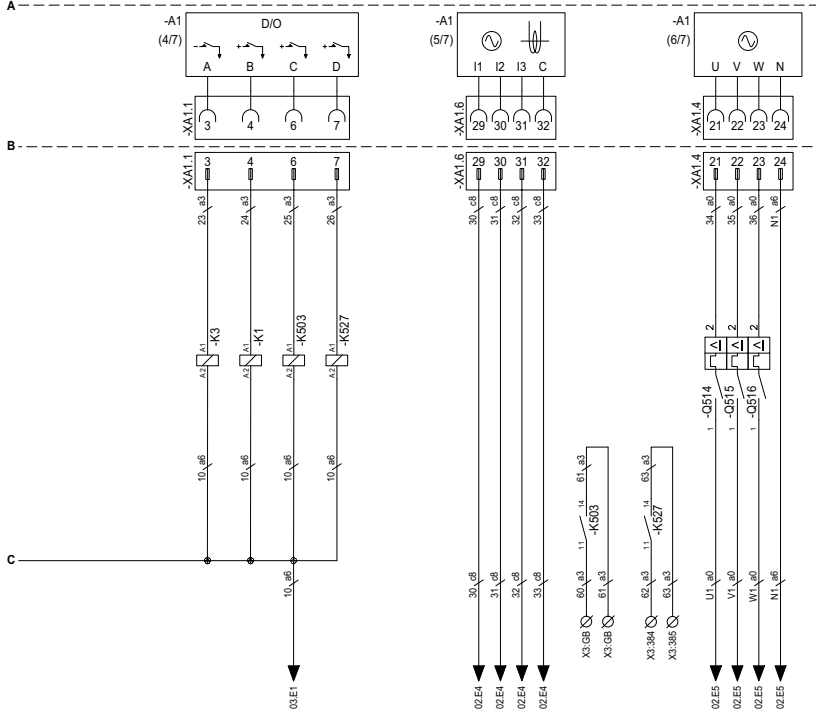 A
-A1 D/O
(4/7)
A B C D
-XA1.1 3 4 6 7
-A1
(5/7)
I1 I2 I3 C
-XA1.6 29 30 31 32
-A1
(6/7)
U V W N
-XA1.4 21 22 23 24
B
-XA1.1 3 4 6 7
-XA1.6 29 30 31 32
-XA1.4 21 22 23 24
23 a3 24 a3 25 a3 26 a3
30 c8 31 c8 32 c8 33 c8
34 a0 35 a0 36 a0 N1 a6
A2 A1 -K3
A2 A1 -K1
A2 A1 -K503
A2 A1 -K527
2 2 2
1 -Q514
1 -Q515
1 -Q516
10 a6 10 a6 10 a6 10 a6
61 a3 63 a3
11 14 -K503
11 14 -K527
C
10 a6
30 c8 31 c8 32 c8 33 c8
60 a3 61 a3 62 a3 63 a3
U1 a0 V1 a0 W1 a0 N1 a6
X3:GB X3:GB X3:384 X3:385
03.E1
02.E4 02.E4 02.E4 02.E4
02.E5 02.E5 02.E5 02.E5